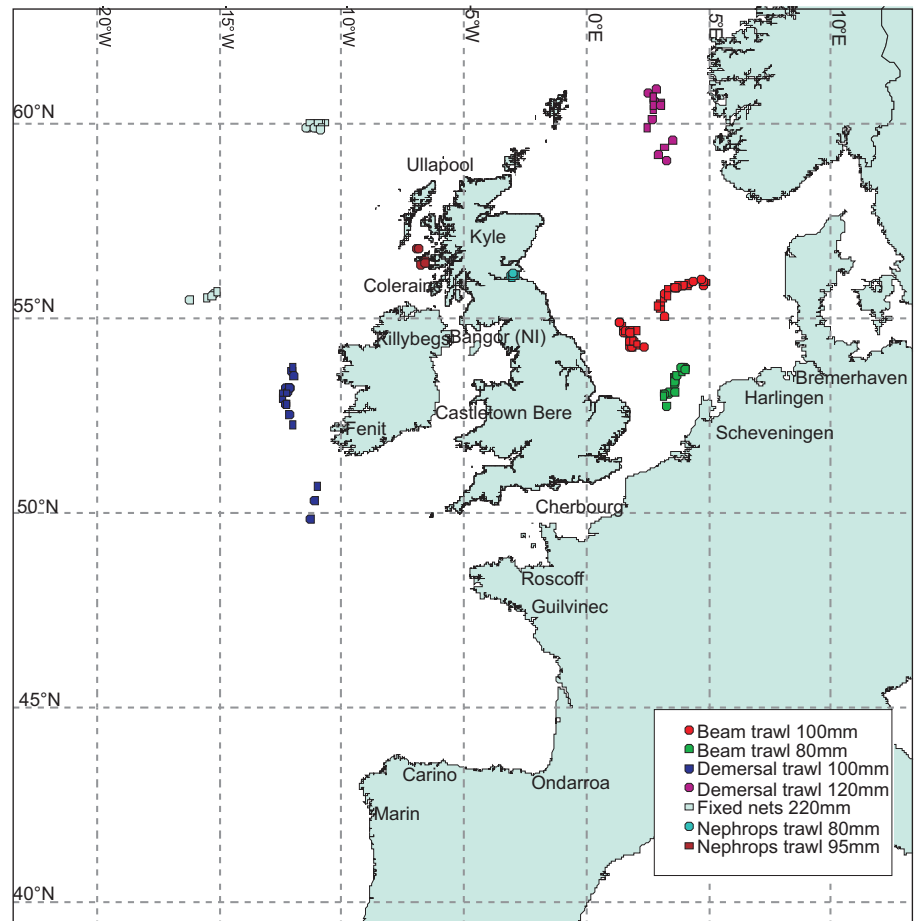 20°W
15°W
10°W
5°W
0°E
5°E
10°E
60°N
Ullapool
Kyle
Coleraine
55°N
Killybegs
Bangor (NI)
Bremerhaven
Harlingen
Castletown Bere
Fenit
Scheveningen
50°N
Cherbourg
Roscoff
Guilvinec
45°N
Beam trawl 100mm
Beam trawl 80mm
Demersal trawl 100mm
Demersal trawl 120mm
Fixed nets 220mm
Nephrops trawl 80mm
Nephrops trawl 95mm
Carino
Ondarroa
Marin
40°N